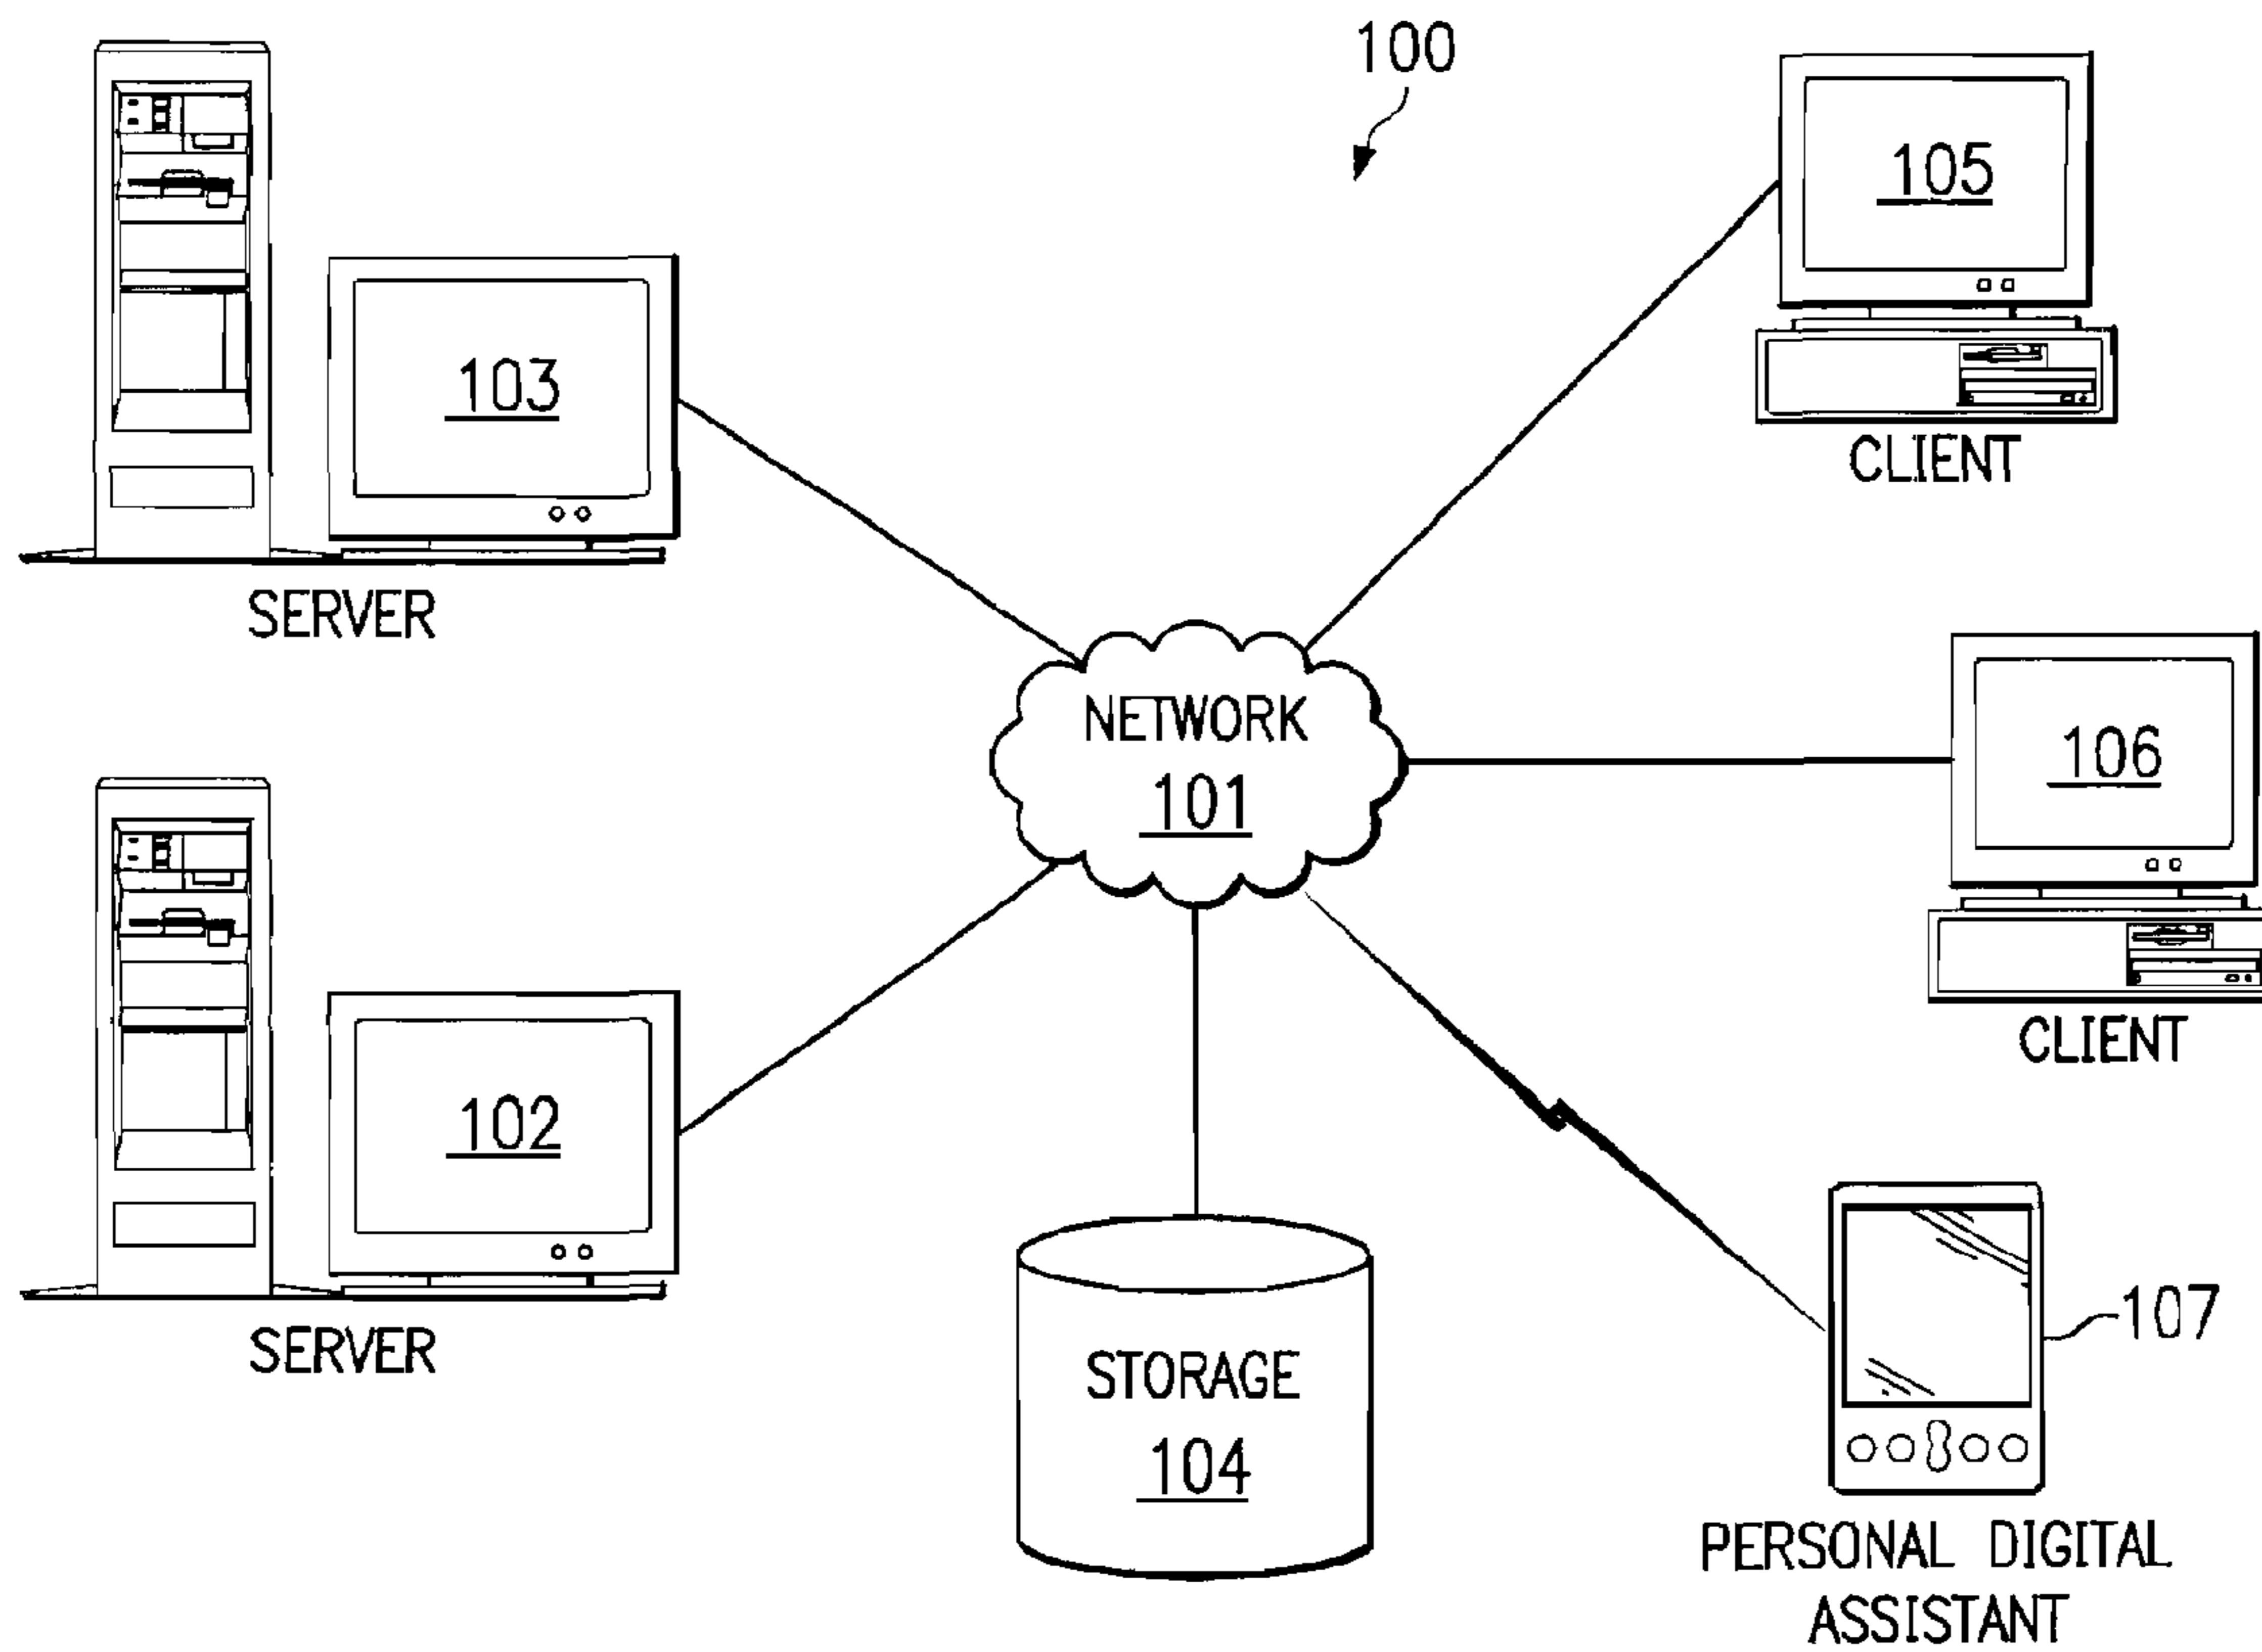 100
105
CLIENT
103
SERVER
NETWORK
101
106
CLIENT
102
SERVER
STORAGE
104
107
PERSONAL DIGITAL
ASSISTANT